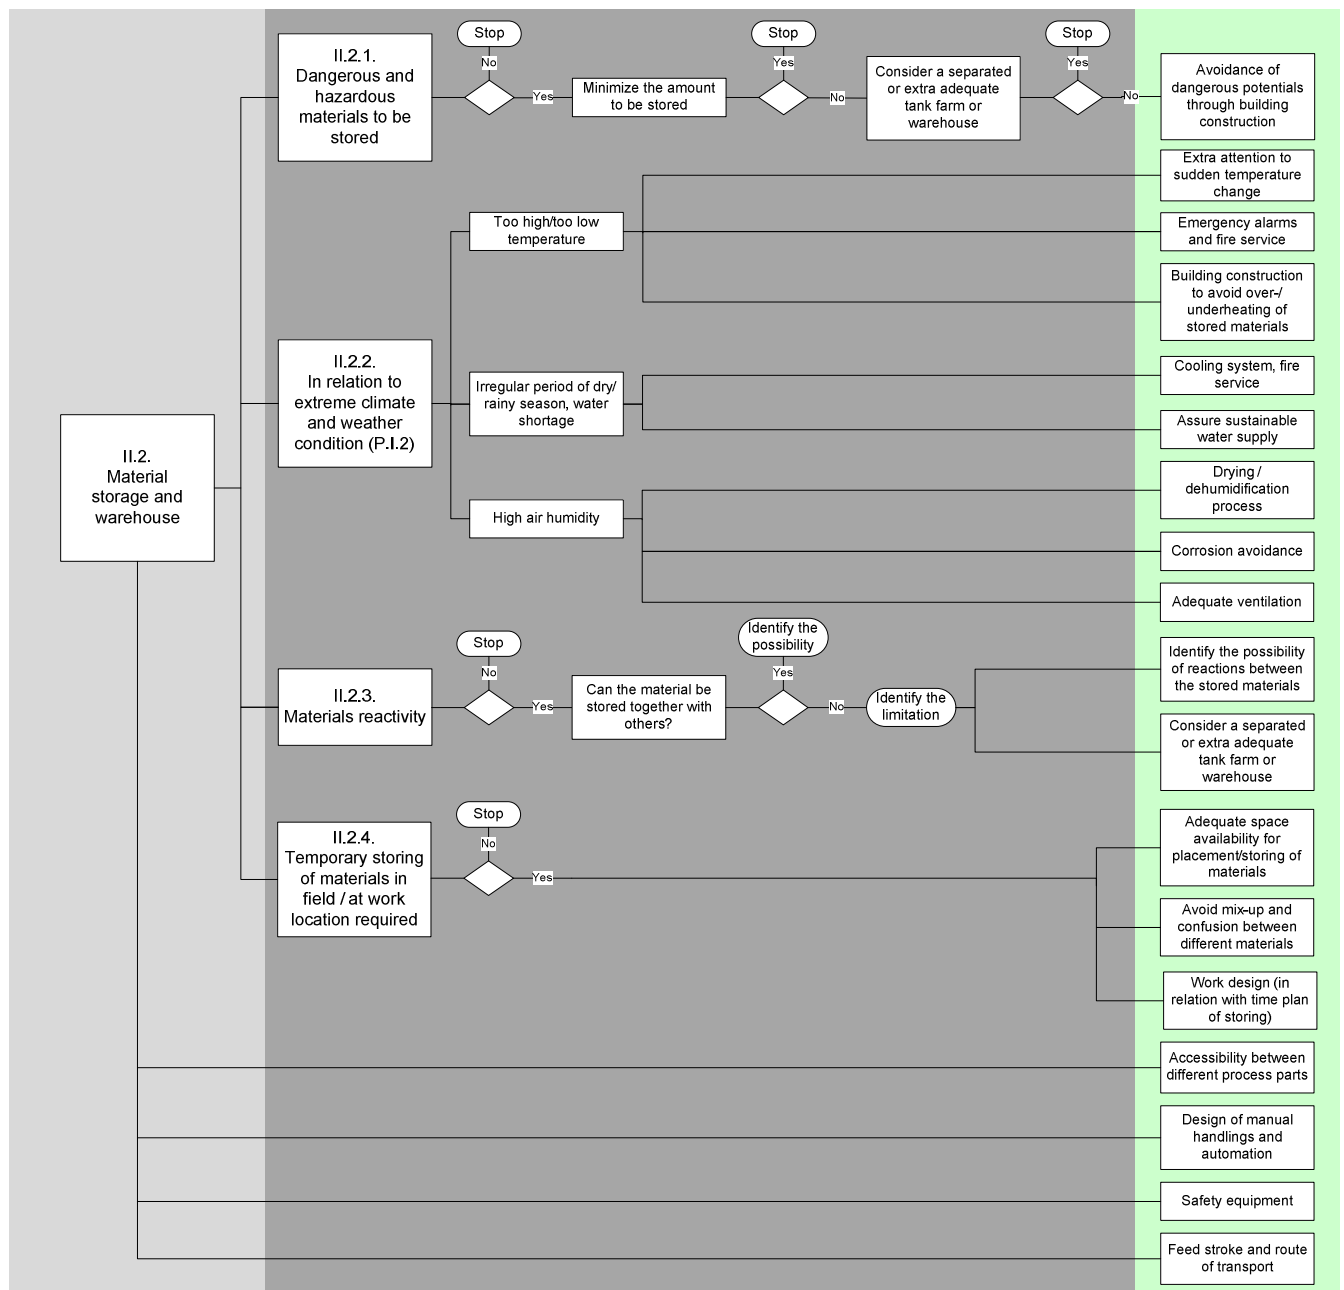 II.2.
Material
storage and
warehouse
II.2.1.
Dangerous and
hazardous
materials to be
stored
Stop
No
Yes
Minimize the amount
to be stored
Stop
Yes
No
Consider a separated
or extra adequate
tank farm or
warehouse
Stop
Yes
No
Avoidance of
dangerous potentials
through building
construction
II.2.2.
In relation to
extreme climate
and weather
condition (P.I.2)
Too high/too low
temperature
Extra attention to
sudden temperature
change
Emergency alarms
and fire service
Building construction
to avoid over-/
underheating of
stored materials
Irregular period of dry/
rainy season, water
shortage
Cooling system, fire
service
Assure sustainable
water supply
High air humidity
Drying /
dehumidification
process
Corrosion avoidance
Adequate ventilation
II.2.3.
Materials reactivity
Stop
No
Yes
Can the material be
stored together with
others?
Identify the
possibility
Yes
No
Identify the
limitation
Identify the possibility
of reactions between
the stored materials
Consider a separated
or extra adequate
tank farm or
warehouse
II.2.4.
Temporary storing
of materials in
field / at work
location required
Stop
No
Yes
Adequate space
availability for
placement/storing of
materials
Avoid mix-up and
confusion between
different materials
Work design (in
relation with time plan
of storing)
Accessibility between
different process parts
Design of manual
handlings and
automation
Safety equipment
Feed stroke and route
of transport